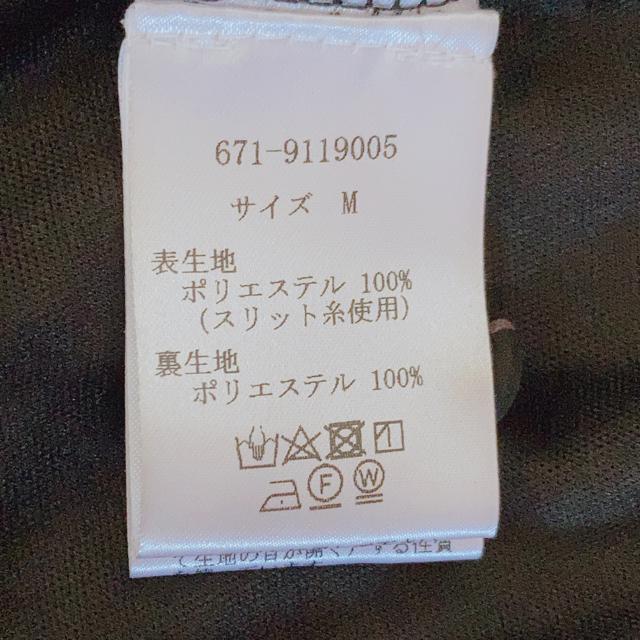 671-9119005
サイズ M
表生地
ポリエステル 100%
(スリット糸使用)
裏生地
ポリエステル 100%
F W